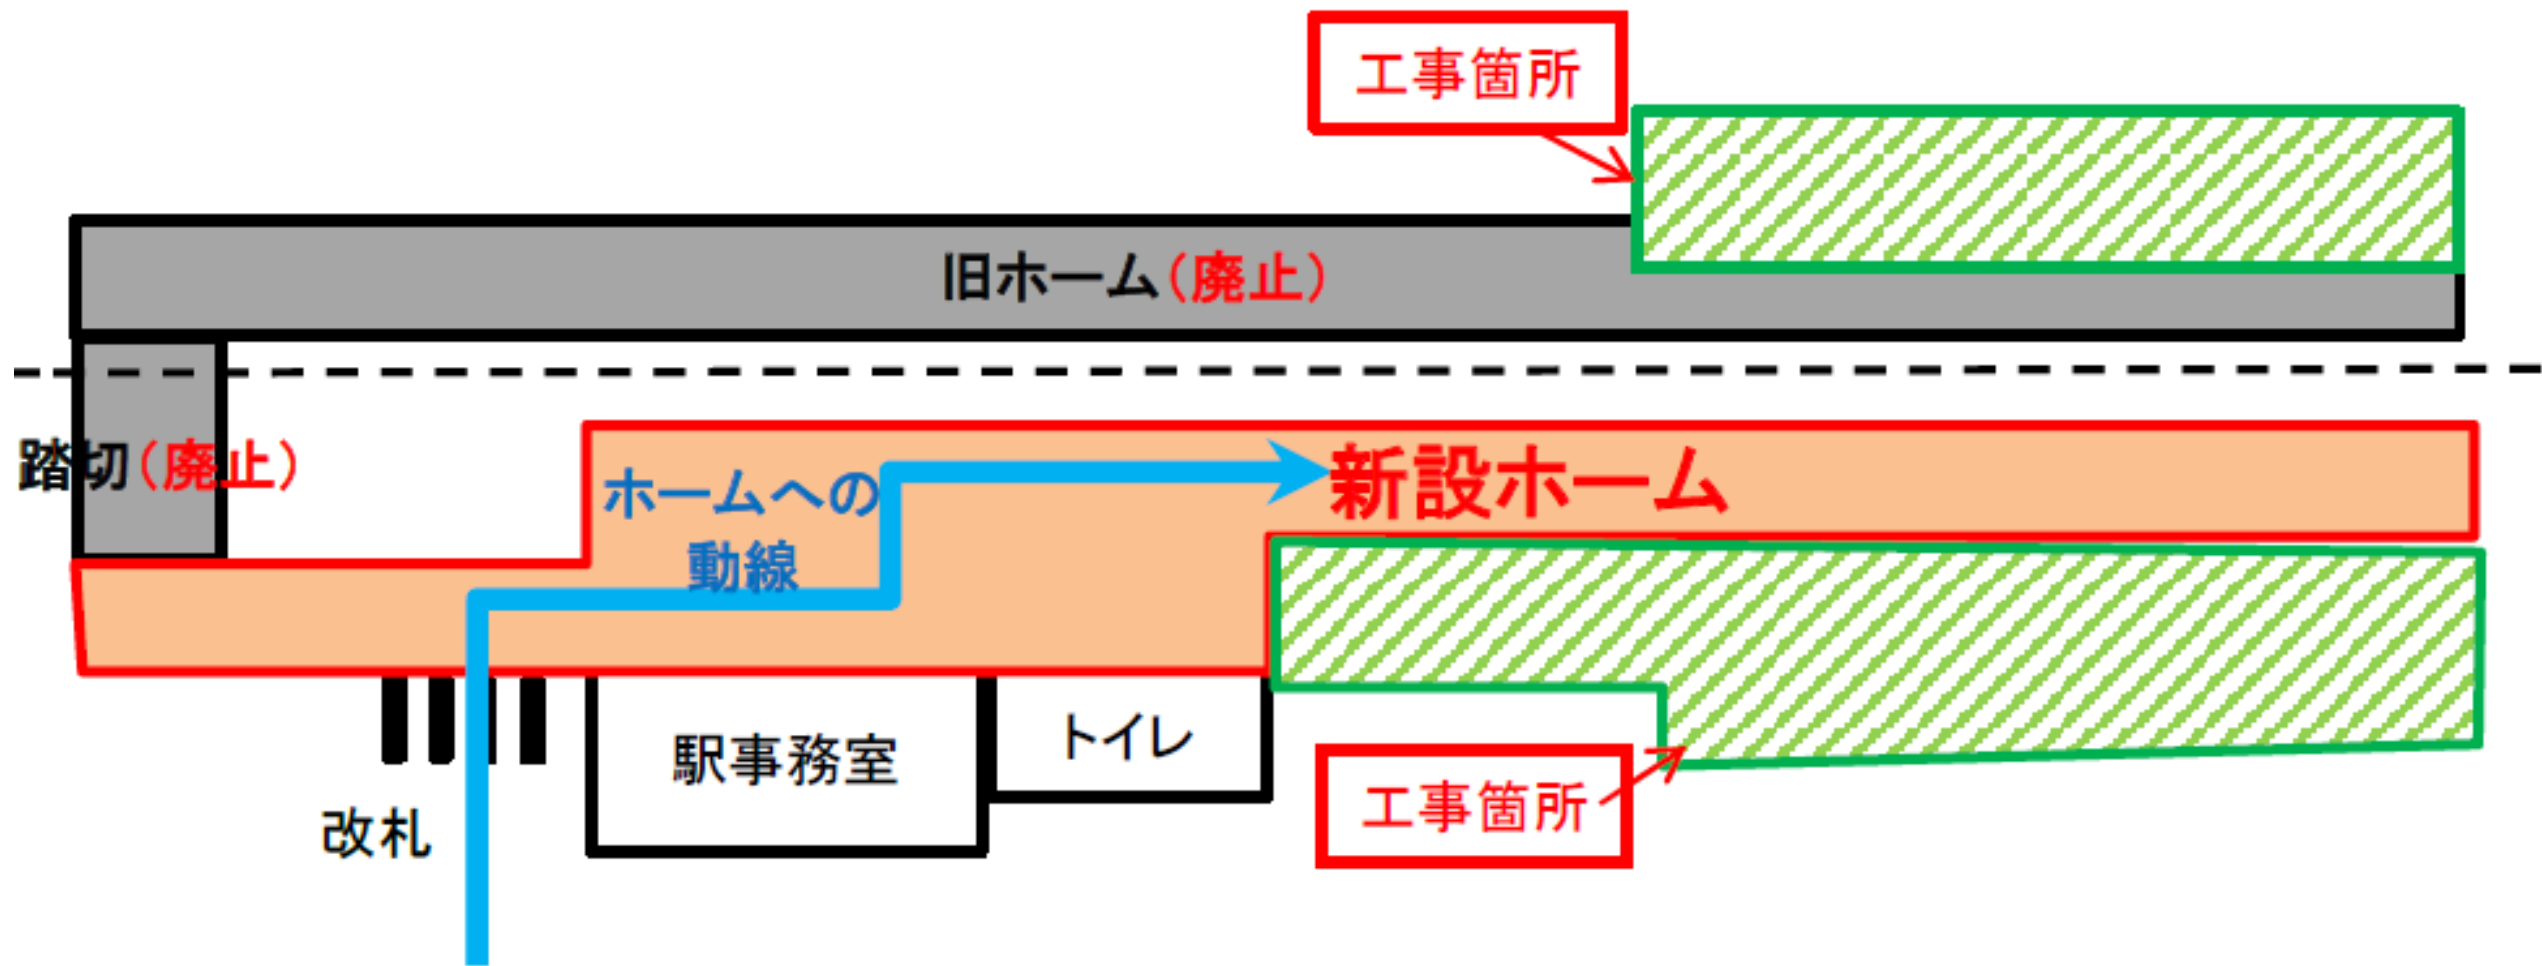 工事箇所
旧ホーム(廃止)
踏切(廃止)
ホームへの
動線
新設ホーム
駅事務室
トイレ
改札
工事箇所